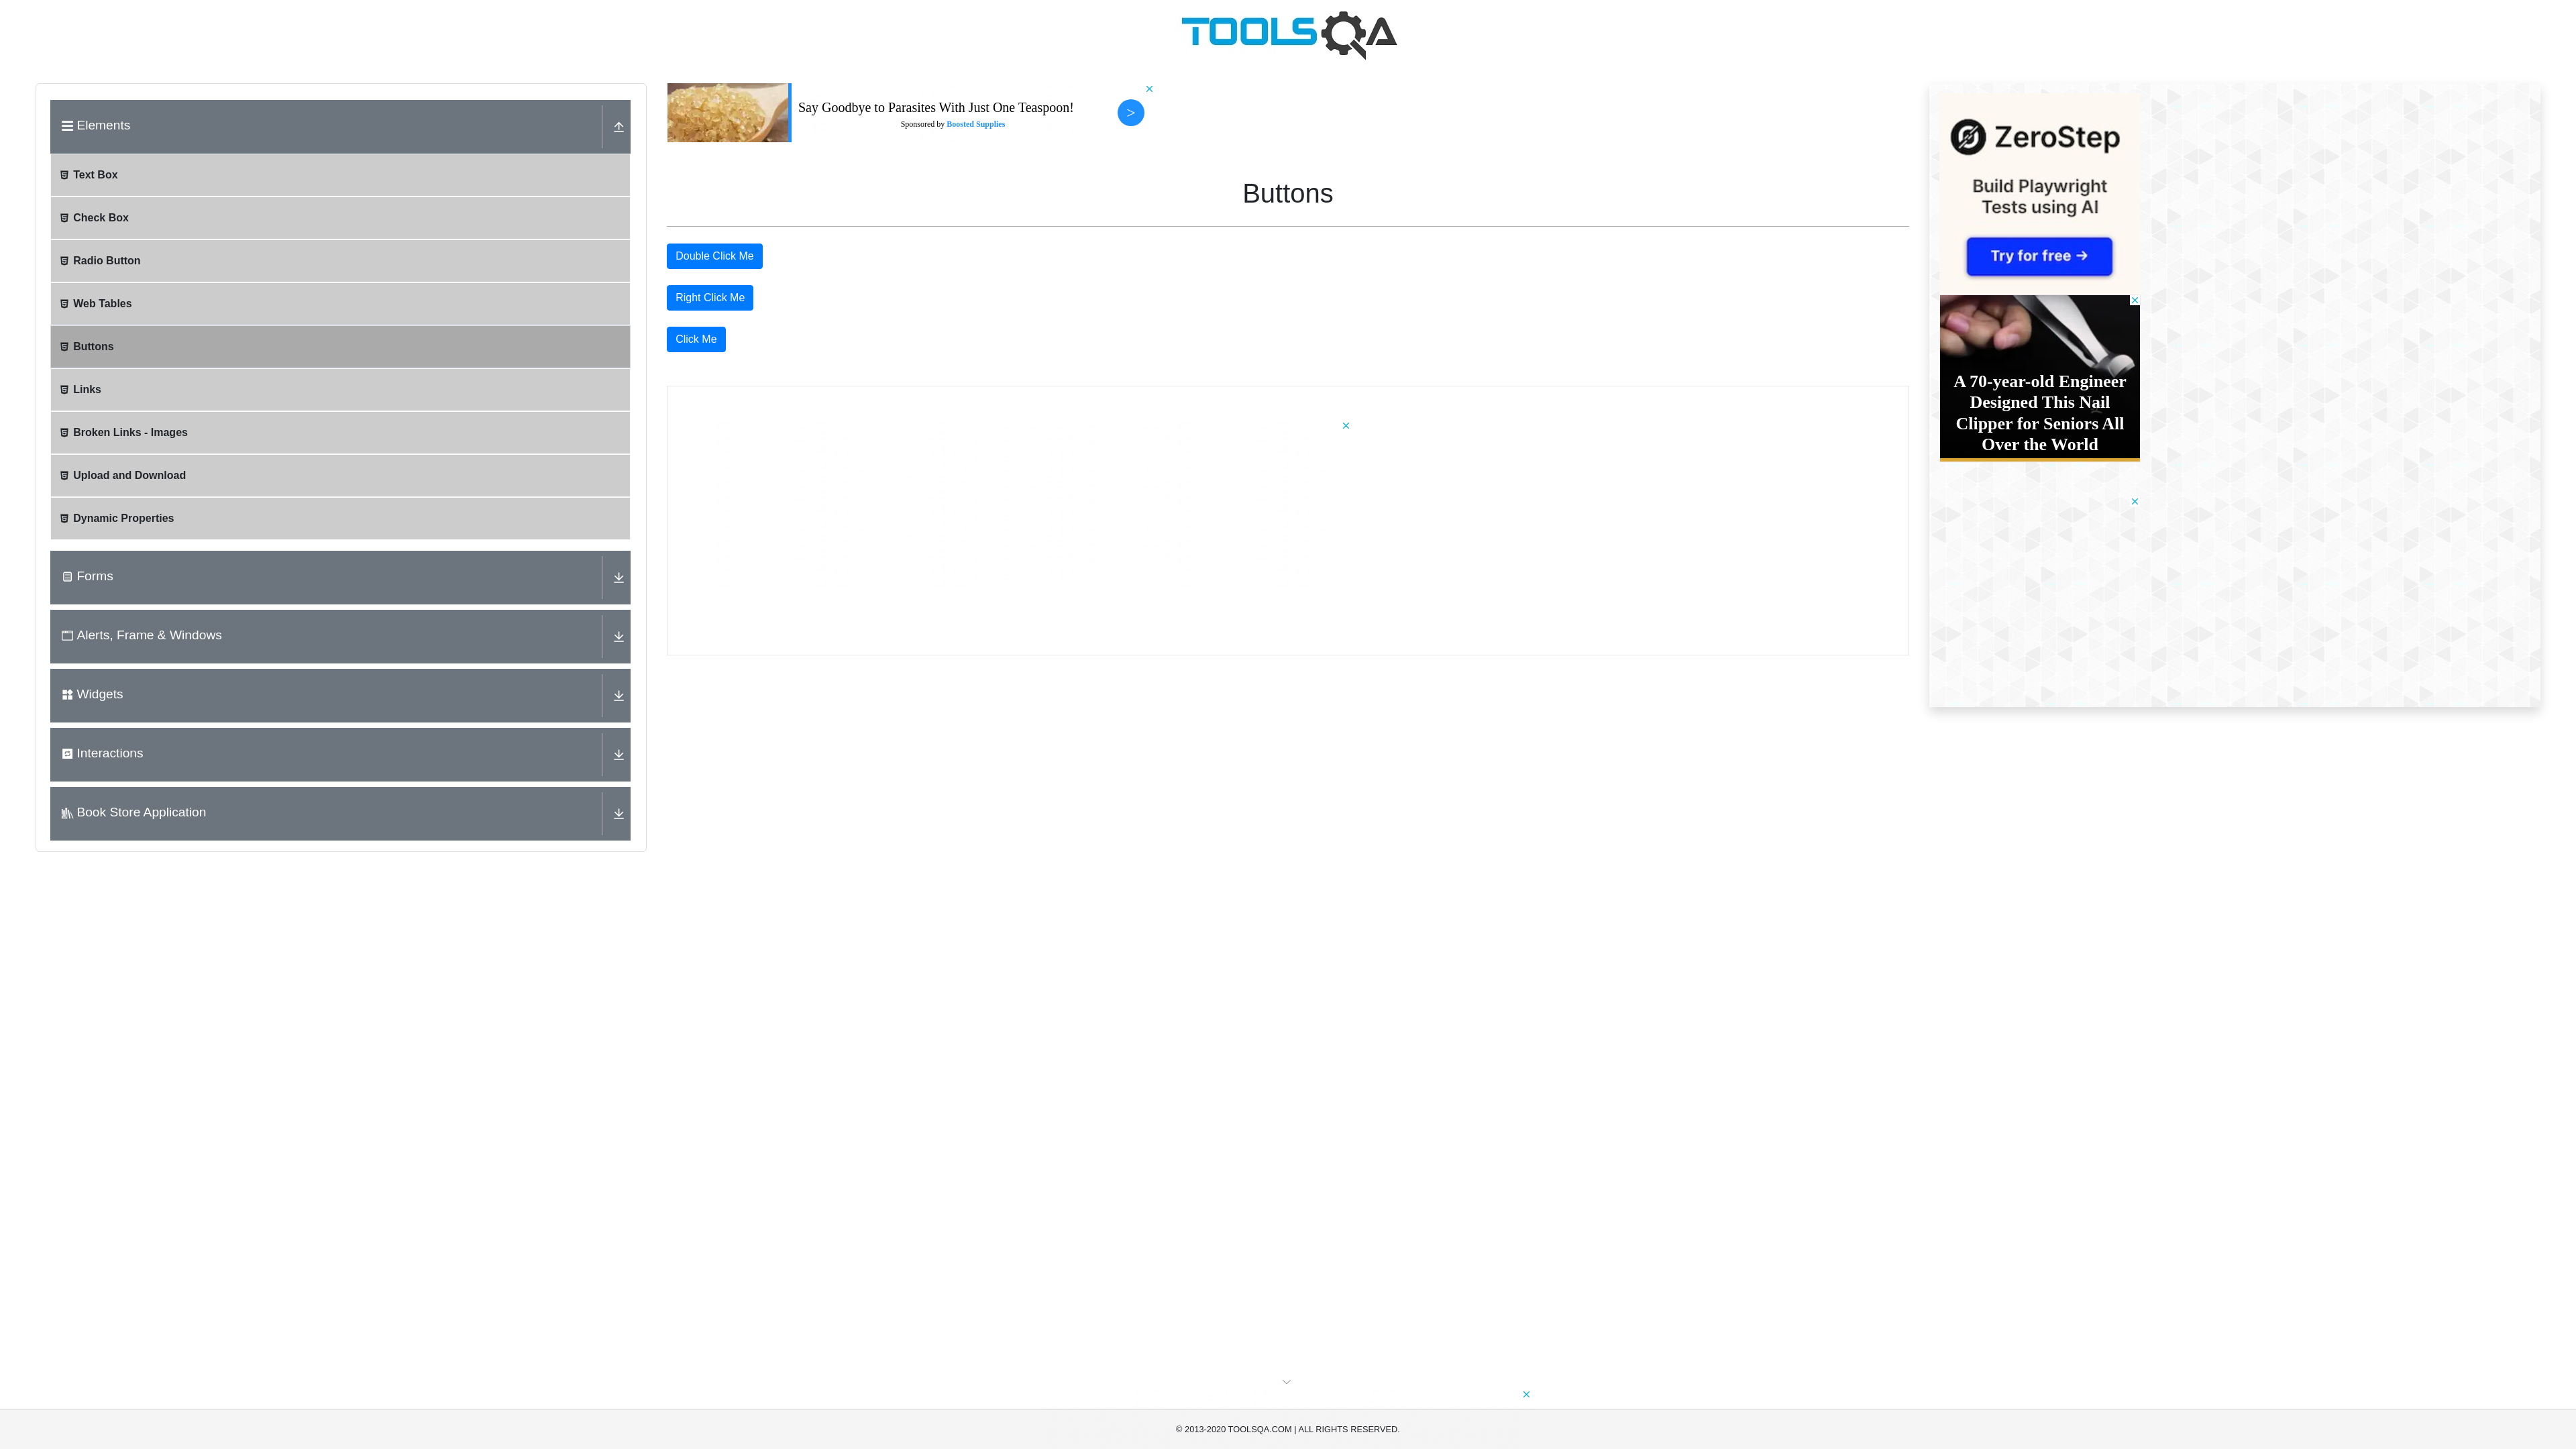 TOOLSQA
Elements
Text Box
Check Box
Radio Button
Web Tables
Buttons
Links
Broken Links - Images
Upload and Download
Dynamic Properties
Forms
Alerts, Frame & Windows
Widgets
Interactions
Book Store Application
Say Goodbye to Parasites With Just One Teaspoon!
Sponsored by Boosted Supplies
>
Buttons
Double Click Me
Right Click Me
Click Me
ZeroStep
Build Playwright
Tests using AI
Try for free →
A 70-year-old Engineer
Designed This Nail
Clipper for Seniors All
Over the World
© 2013-2020 TOOLSQA.COM | ALL RIGHTS RESERVED.